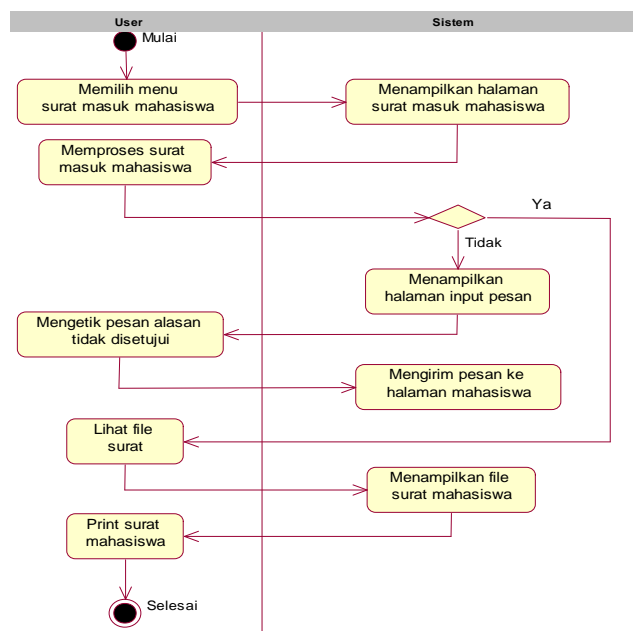 User
Sistem
Mulai
Memilih menu
surat masuk mahasiswa
Menampilkan halaman
surat masuk mahasiswa
Memproses surat
masuk mahasiswa
Ya
Tidak
Menampilkan
halaman input pesan
Mengetik pesan alasan
tidak disetujui
Mengirim pesan ke
halaman mahasiswa
Lihat file
surat
Menampilkan file
surat mahasiswa
Print surat
mahasiswa
Selesai